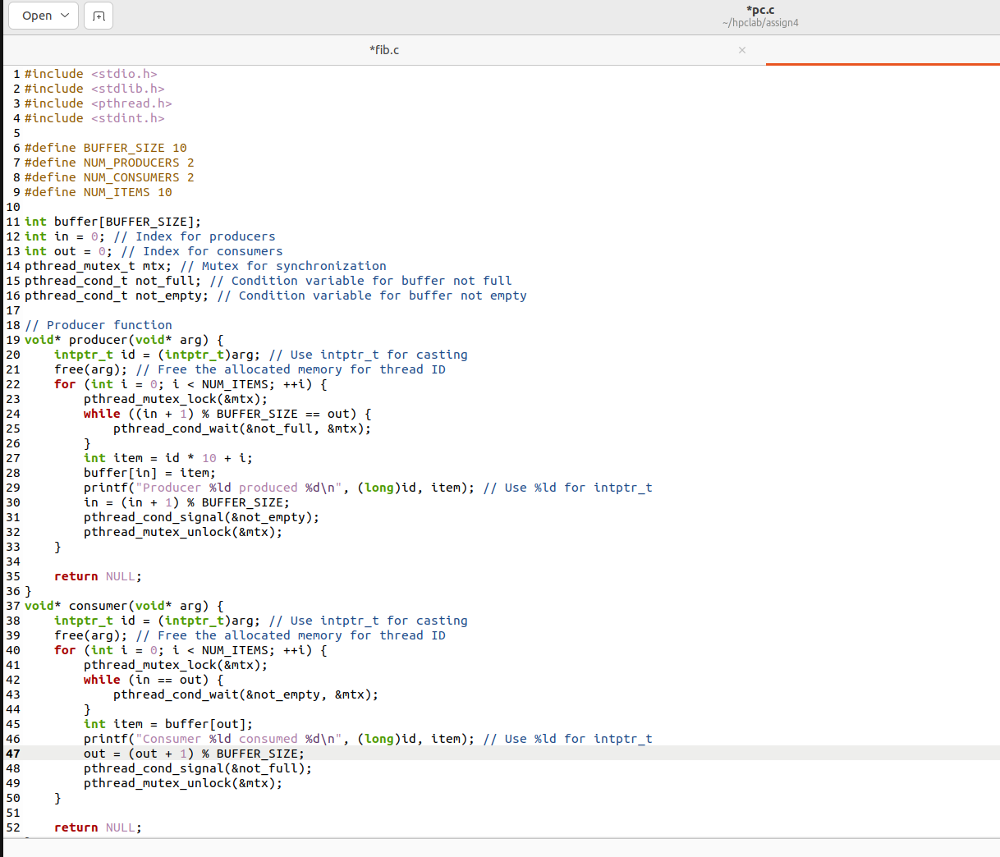 Open
*pc.c
~/hpclab/assign4
*fib.c ×
1 #include <stdio.h>
2 #include <stdlib.h>
3 #include <pthread.h>
4 #include <stdint.h>
5
6 #define BUFFER_SIZE 10
7 #define NUM_PRODUCERS 2
8 #define NUM_CONSUMERS 2
9 #define NUM_ITEMS 10
10
11 int buffer[BUFFER_SIZE];
12 int in = 0; // Index for producers
13 int out = 0; // Index for consumers
14 pthread_mutex_t mtx; // Mutex for synchronization
15 pthread_cond_t not_full; // Condition variable for buffer not full
16 pthread_cond_t not_empty; // Condition variable for buffer not empty
17
18 // Producer function
19 void* producer(void* arg) {
20     intptr_t id = (intptr_t)arg; // Use intptr_t for casting
21     free(arg); // Free the allocated memory for thread ID
22     for (int i = 0; i < NUM_ITEMS; ++i) {
23         pthread_mutex_lock(&mtx);
24         while ((in + 1) % BUFFER_SIZE == out) {
25             pthread_cond_wait(&not_full, &mtx);
26         }
27         int item = id * 10 + i;
28         buffer[in] = item;
29         printf("Producer %ld produced %d\n", (long)id, item); // Use %ld for intptr_t
30         in = (in + 1) % BUFFER_SIZE;
31         pthread_cond_signal(&not_empty);
32         pthread_mutex_unlock(&mtx);
33     }
34
35     return NULL;
36 }
37 void* consumer(void* arg) {
38     intptr_t id = (intptr_t)arg; // Use intptr_t for casting
39     free(arg); // Free the allocated memory for thread ID
40     for (int i = 0; i < NUM_ITEMS; ++i) {
41         pthread_mutex_lock(&mtx);
42         while (in == out) {
43             pthread_cond_wait(&not_empty, &mtx);
44         }
45         int item = buffer[out];
46         printf("Consumer %ld consumed %d\n", (long)id, item); // Use %ld for intptr_t
47         out = (out + 1) % BUFFER_SIZE;
48         pthread_cond_signal(&not_full);
49         pthread_mutex_unlock(&mtx);
50     }
51
52     return NULL;